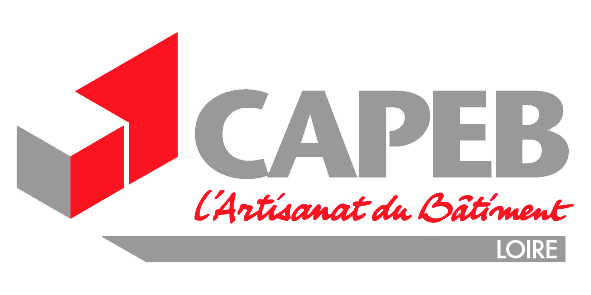 CAPEB
l'Artisanat du Bâtiment
LOIRE